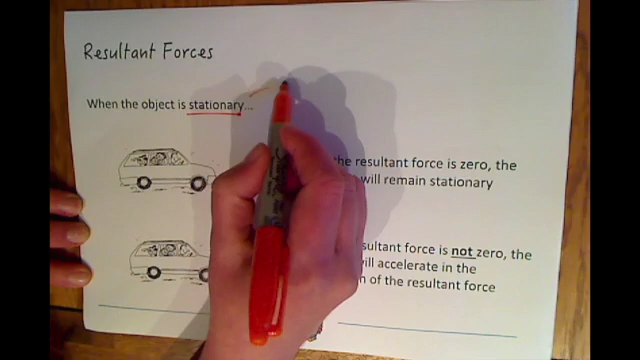 Resultant Forces
When the object is stationary...
the resultant force is zero, the
will remain stationary
resultant force is not zero, the
will accelerate in the
of the resultant force